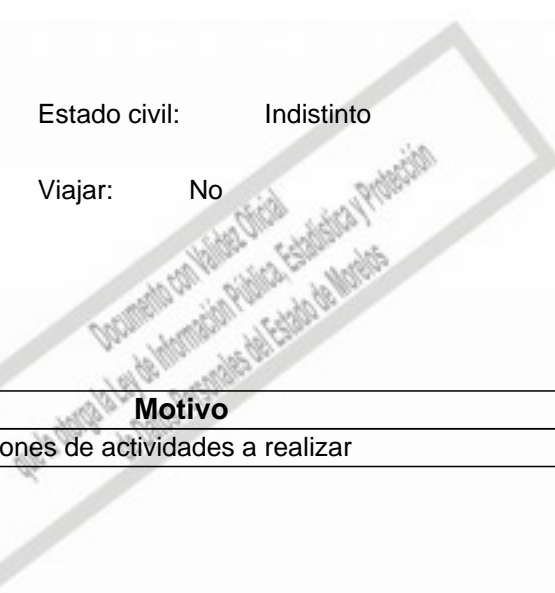 Estado civil: Indistinto
Viajar: No
Documento con Validez Oficial
que le otorga la Ley de Información Pública, Estadística y Protección
de Datos Personales del Estado de Morelos
Motivo
ones de actividades a realizar